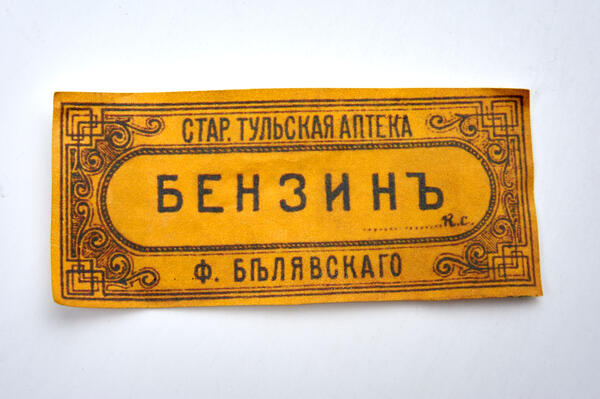 СТАР. ТУЛЬСКАЯ АПТЕКА
БЕНЗИНЪ
К.с.
Ф. БѢЛЯВСКАГО